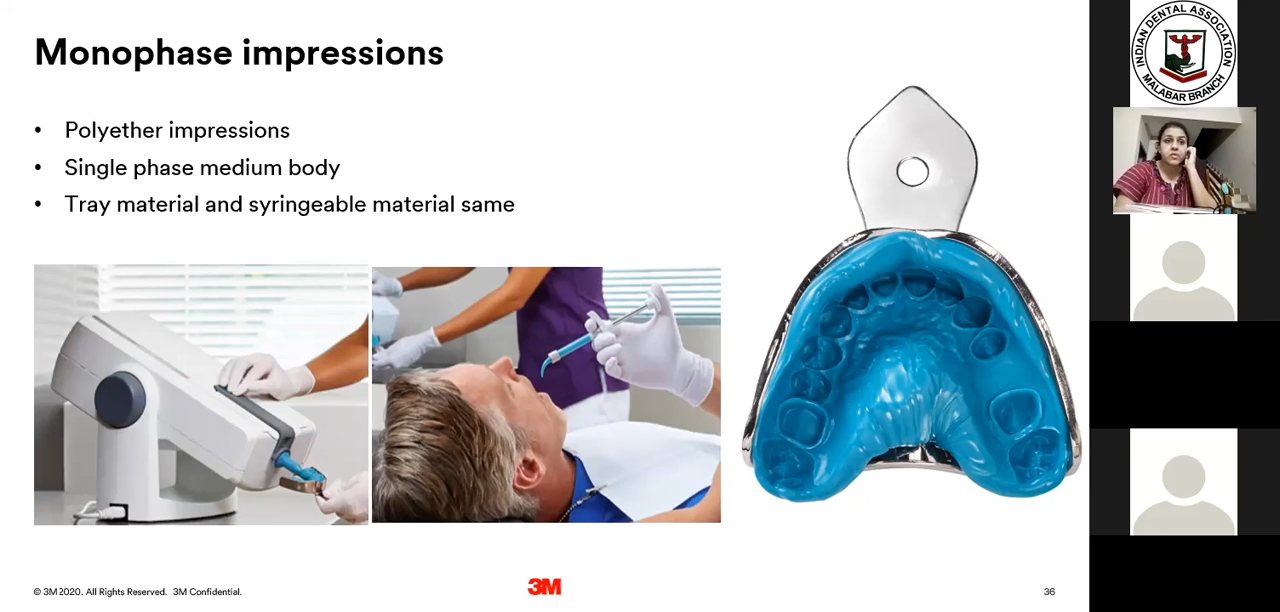 Monophase impressions
• Polyether impressions
• Single phase medium body
• Tray material and syringeable material same
© 3M 2020. All Rights Reserved. 3M Confidential.
3M
36
INDIAN DENTAL ASSOCIATION
MALABAR BRANCH